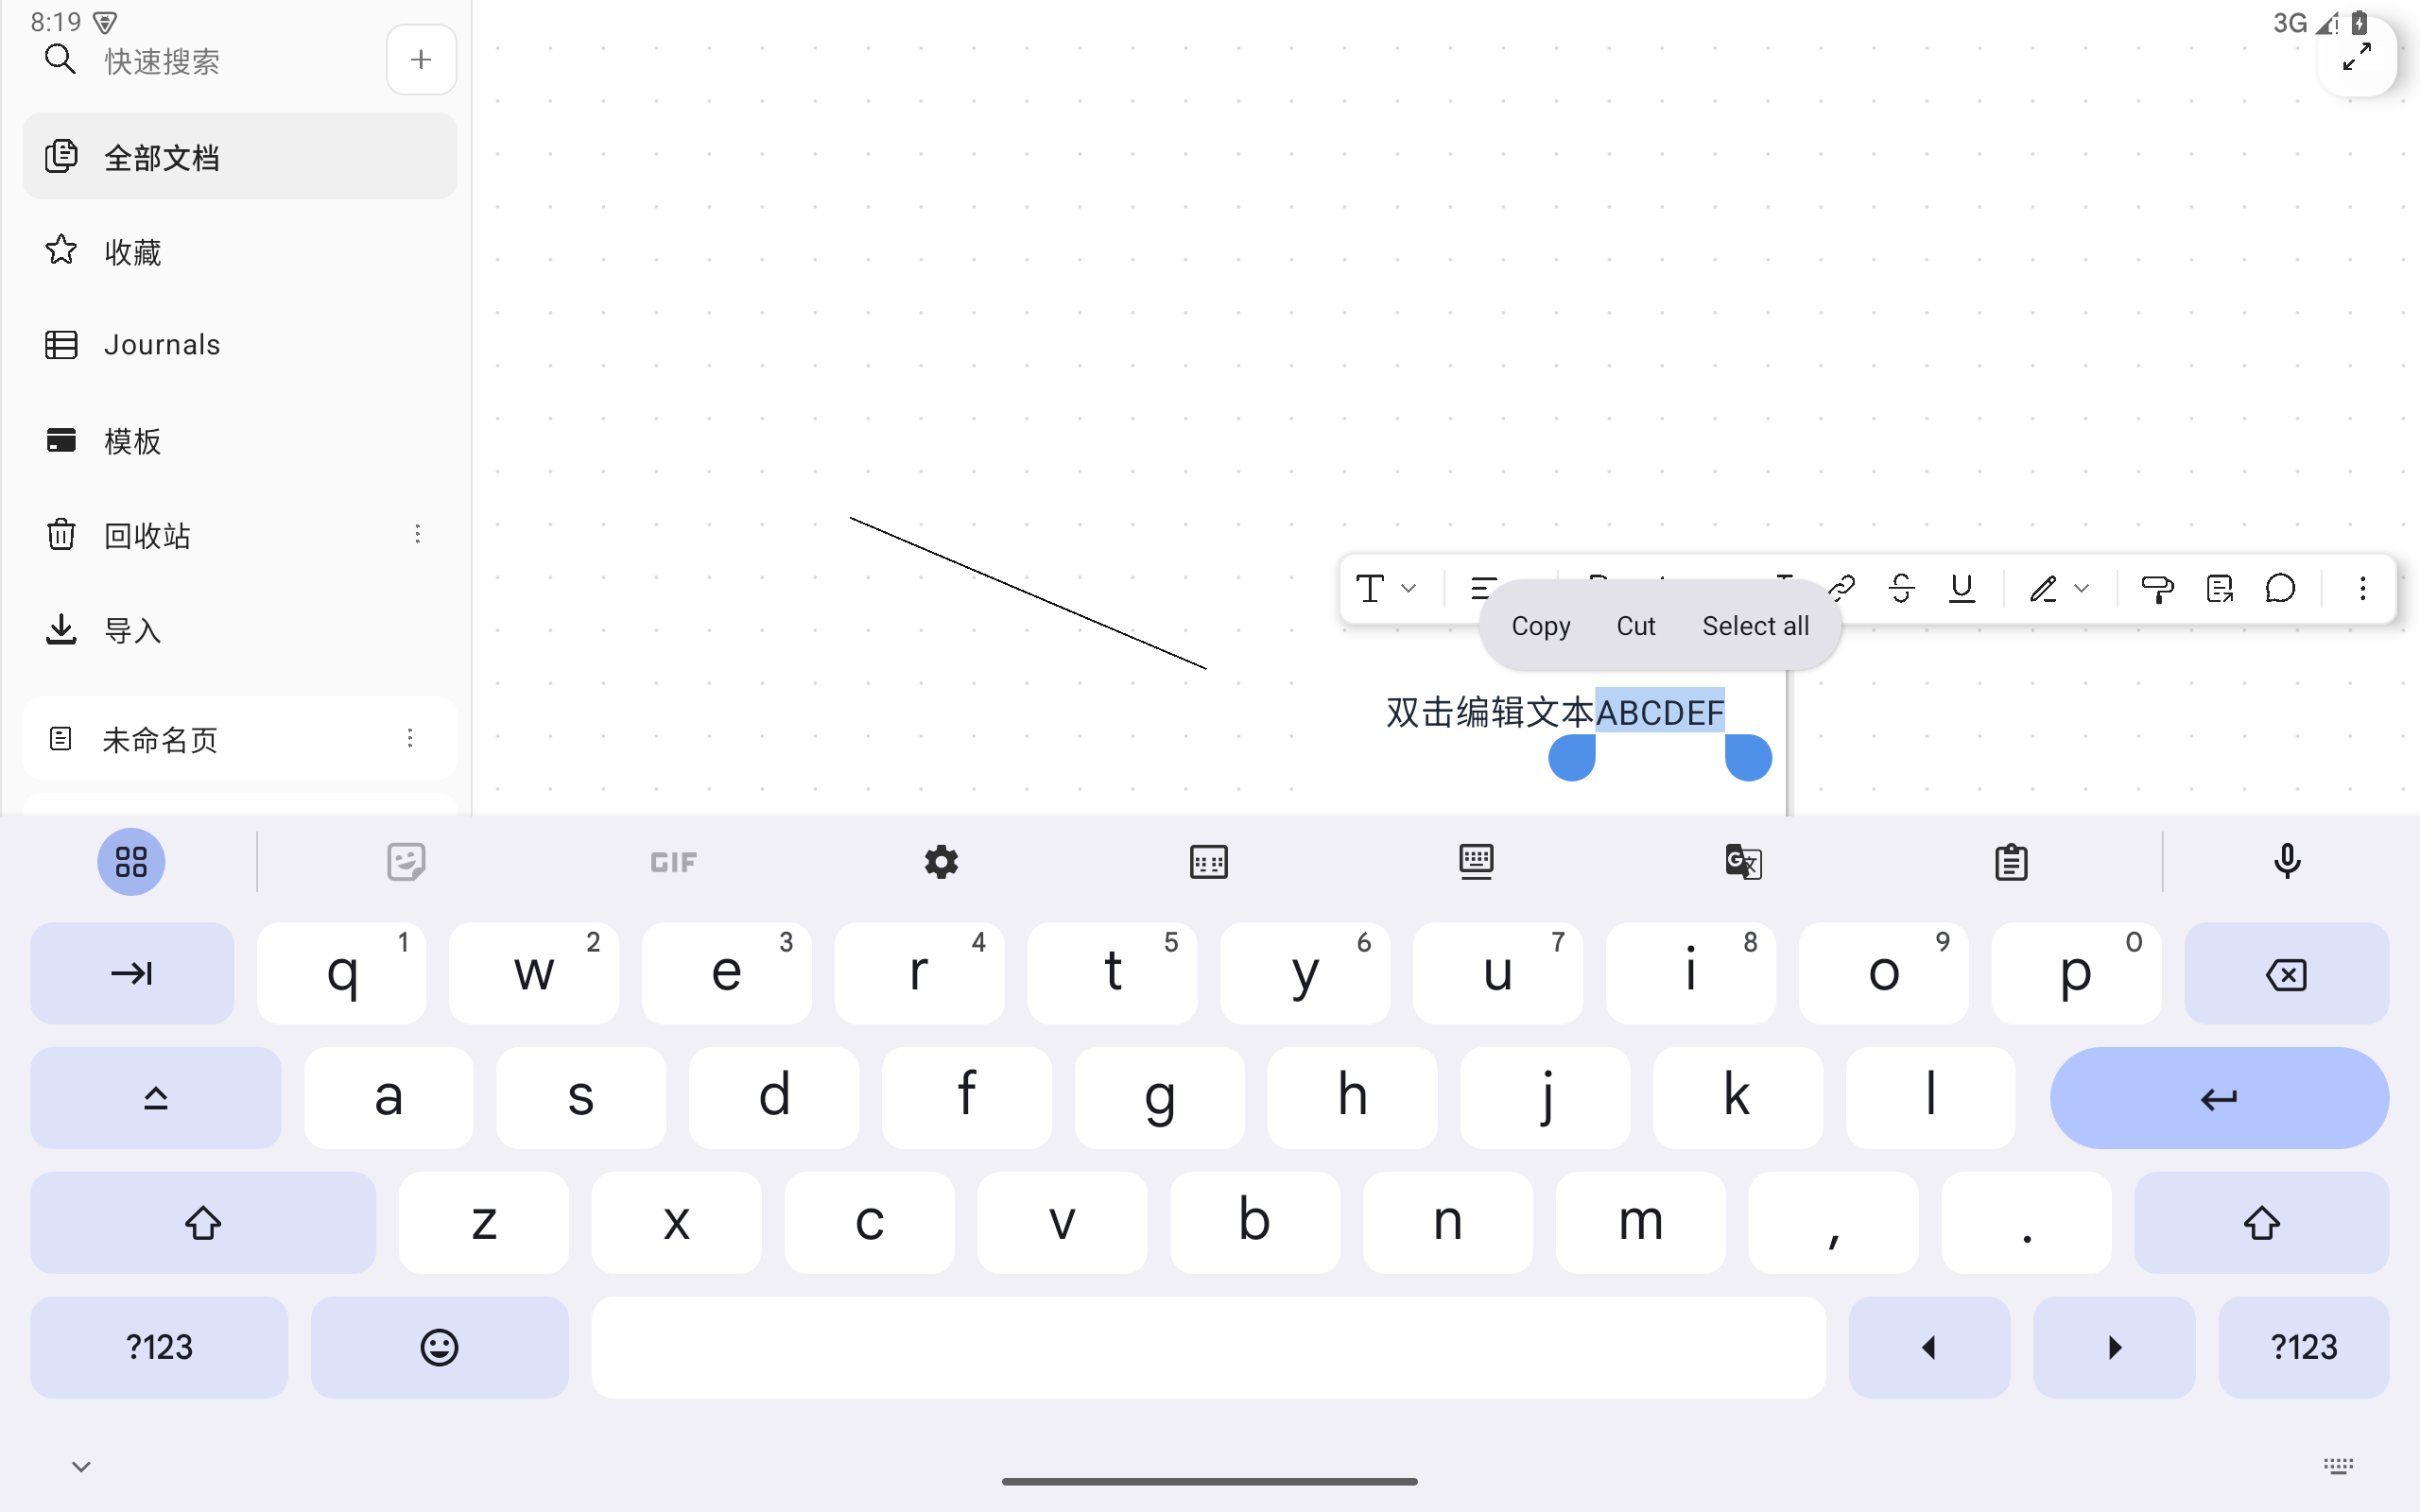 8:19
3G
快速搜索
全部文档
收藏
Journals
模板
回收站
导入
未命名页
Copy Cut Select all
双击编辑文本ABCDEF
GIF
q 1 w 2 e 3 r 4 t 5 y 6 u 7 i 8 o 9 p 0
a s d f g h j k l
z x c v b n m , .
?123 ?123